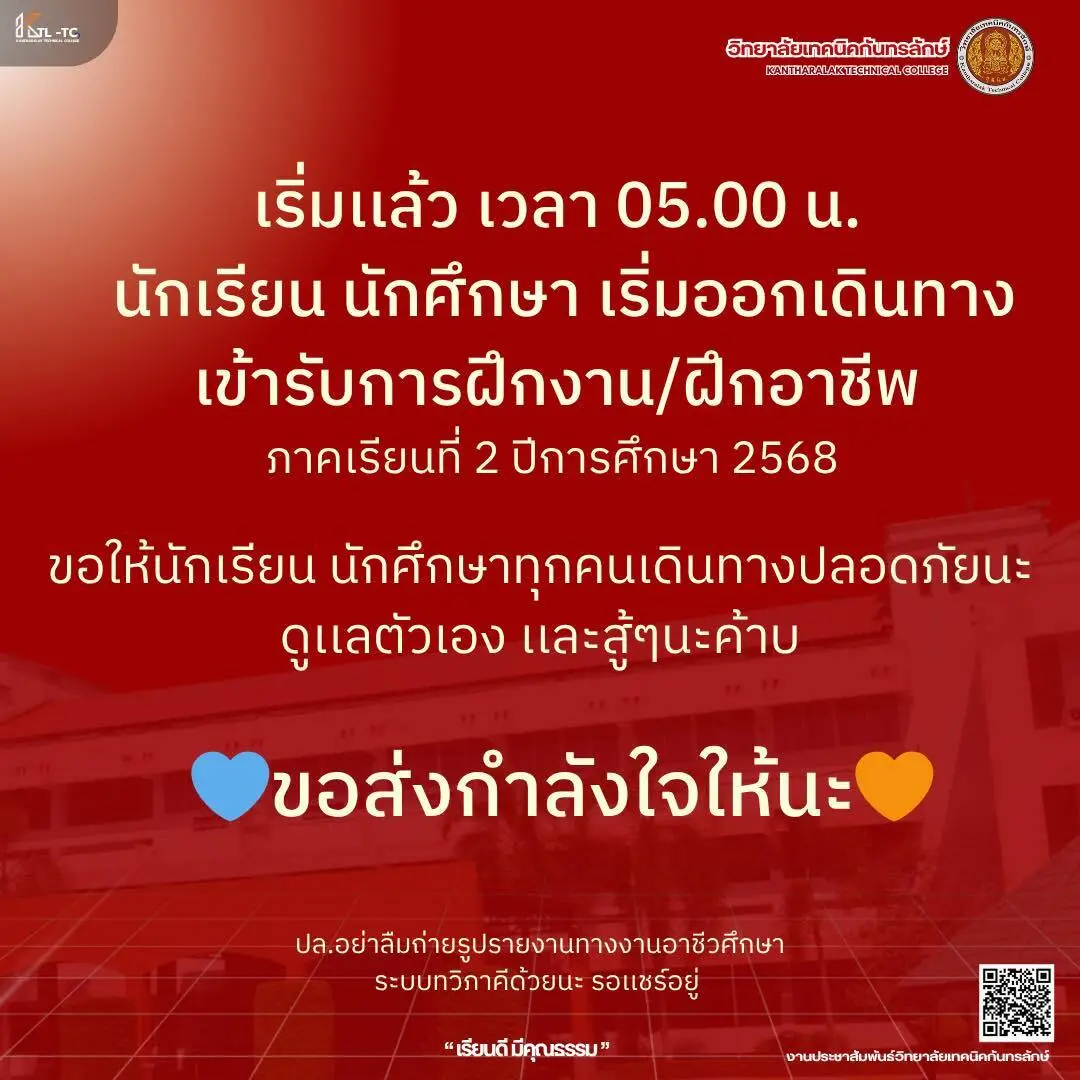 KTL -TC
KANTHARALAK TECHNICAL COLLEGE
วิทยาลัยเทคนิคกันทรลักษ์
KANTHARALAK TECHNICAL COLLEGE
เริ่มแล้ว เวลา 05.00 น.
นักเรียน นักศึกษา เริ่มออกเดินทาง
เข้ารับการฝึกงาน/ฝึกอาชีพ
ภาคเรียนที่ 2 ปีการศึกษา 2568
ขอให้นักเรียน นักศึกษาทุกคนเดินทางปลอดภัยนะ
ดูแลตัวเอง และสู้ๆนะค้าบ
💙ขอส่งกำลังใจให้นะ🧡
ปล.อย่าลืมถ่ายรูปรายงานทางงานอาชีวศึกษา
ระบบทวิภาคีด้วยนะ รอแชร์อยู่
“ เรียนดี มีคุณธรรม ”
งานประชาสัมพันธ์วิทยาลัยเทคนิคกันทรลักษ์